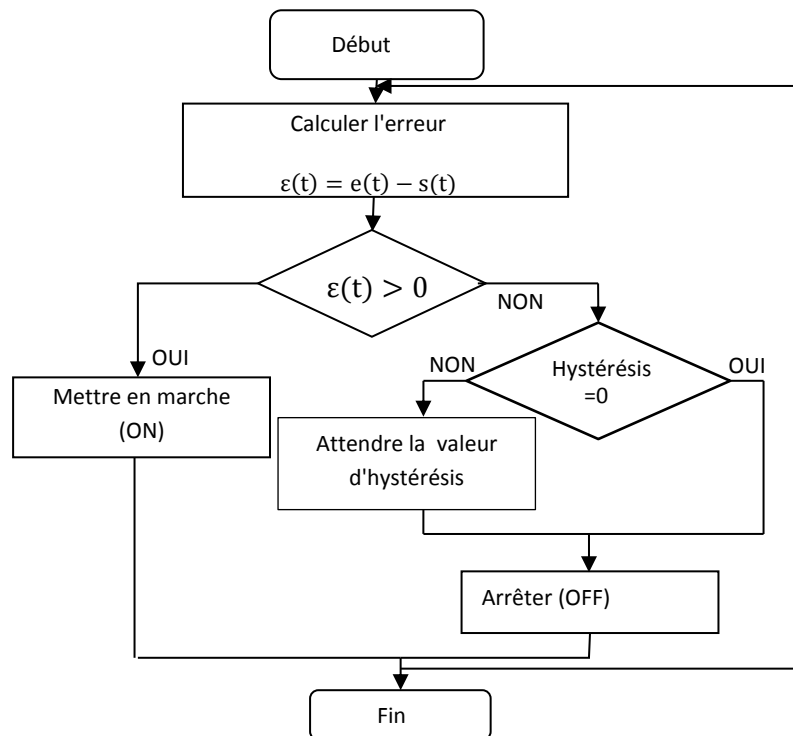 Début
Calculer l'erreur
ε(t) = e(t) − s(t)
ε(t) > 0
NON
OUI
NON
Hystérésis
=0
OUI
Mettre en marche
(ON)
Attendre la valeur
d'hystérésis
Arrêter (OFF)
Fin